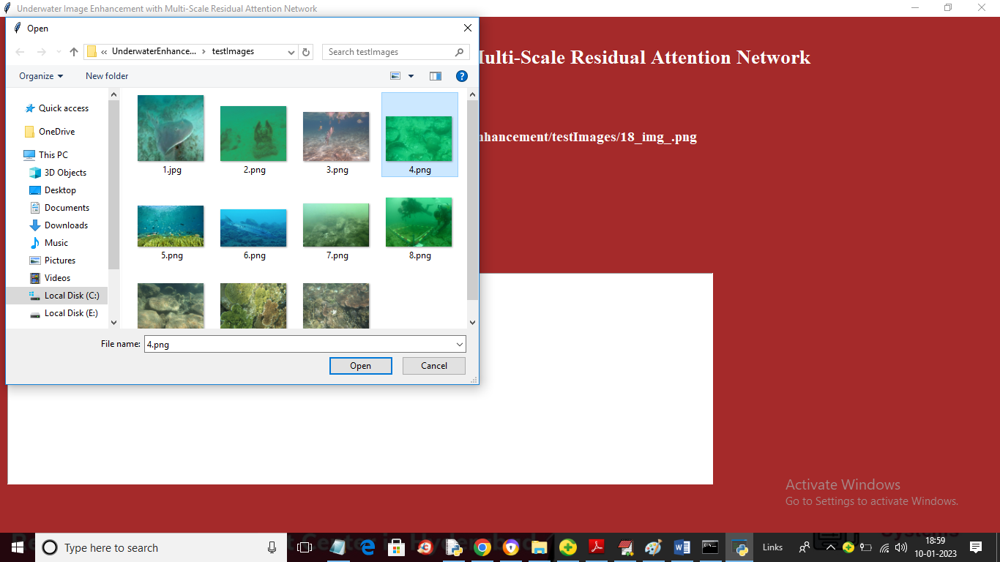 Underwater Image Enhancement with Multi-Scale Residual Attention Network
Open
« UnderwaterEnhance... › testImages
Search testImages
Multi-Scale Residual Attention Network
Organize
New folder
?
Quick access
OneDrive
This PC
3D Objects
Desktop
Documents
Downloads
Music
Pictures
Videos
Local Disk (C:)
Local Disk (E:)
1.jpg
2.png
3.png
4.png
nhancement/testImages/18_img_.png
5.png
6.png
7.png
8.png
File name:
4.png
Open
Cancel
Activate Windows
Go to Settings to activate Windows.
Systems
Type here to search
Links
18:59
10-01-2023